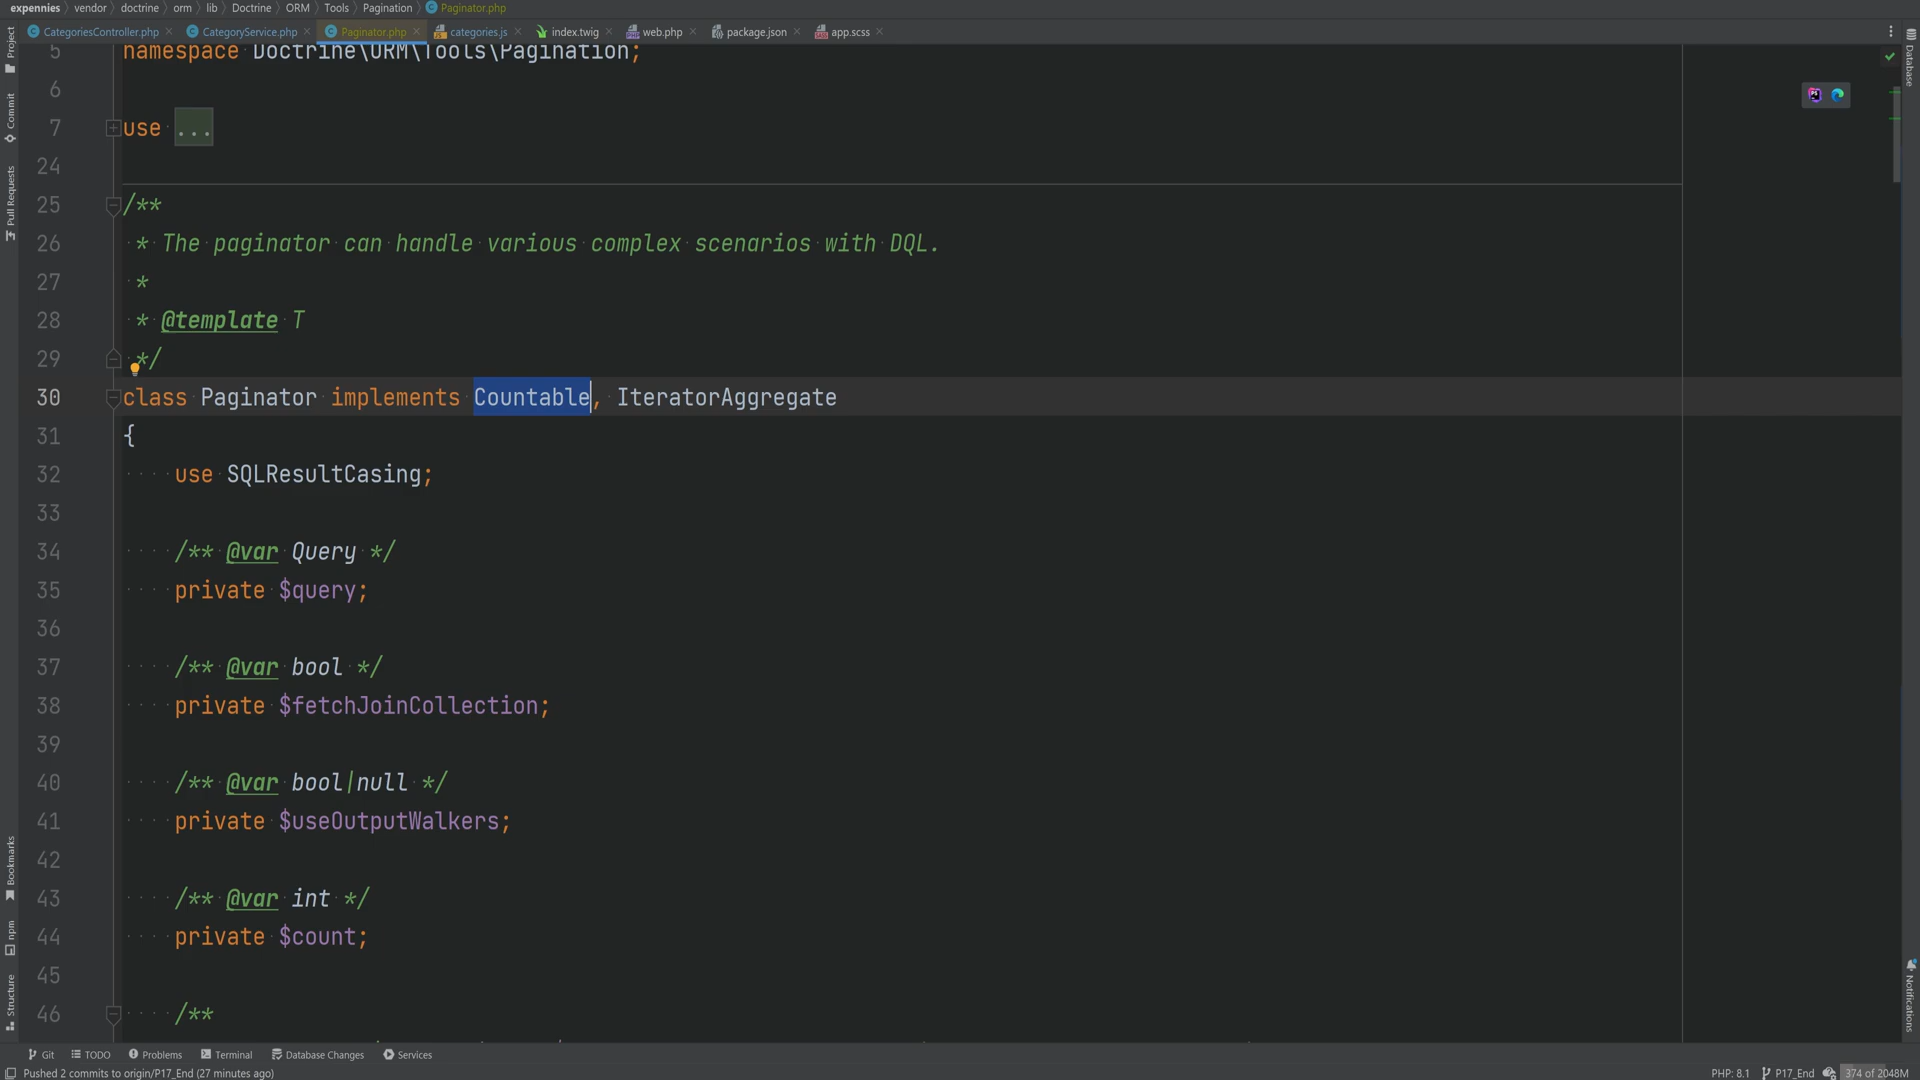 expennies vendor doctrine orm lib Doctrine ORM Tools Pagination Paginator.php
CategoriesController.php CategoryService.php Paginator.php categories.js index.twig web.php package.json app.scss
Project
Commit
Pull Requests
Bookmarks
npm
Structure
Database
Notifications
5 namespace Doctrine\ORM\Tools\Pagination;
6
7 use ...
24
25 /**
26 * The paginator can handle various complex scenarios with DQL.
27 *
28 * @template T
29 */
30 class Paginator implements Countable, IteratorAggregate
31 {
32 use SQLResultCasing;
33
34 /** @var Query */
35 private $query;
36
37 /** @var bool */
38 private $fetchJoinCollection;
39
40 /** @var bool|null */
41 private $useOutputWalkers;
42
43 /** @var int */
44 private $count;
45
46 /**
Git TODO Problems Terminal Database Changes Services
Pushed 2 commits to origin/P17_End (27 minutes ago) PHP: 8.1 P17_End 374 of 2048M